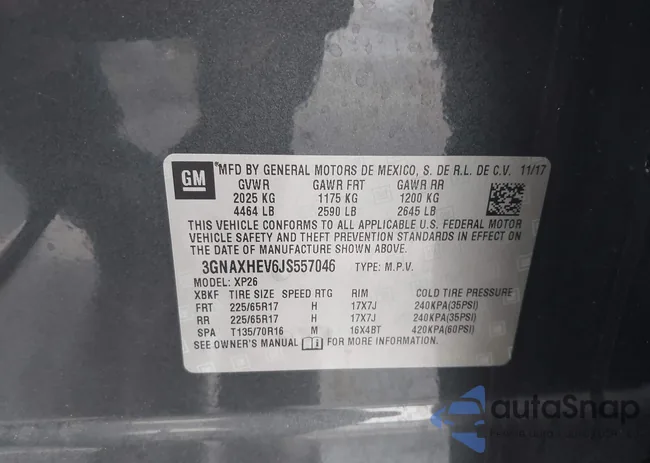 GM
*MFD BY GENERAL MOTORS DE MEXICO, S. DE R.L. DE C.V. 11/17
GVWR GAWR FRT GAWR RR
2025 KG 1175 KG 1200 KG
4464 LB 2590 LB 2645 LB
THIS VEHICLE CONFORMS TO ALL APPLICABLE U.S. FEDERAL MOTOR
VEHICLE SAFETY AND THEFT PREVENTION STANDARDS IN EFFECT ON
THE DATE OF MANUFACTURE SHOWN ABOVE.
3GNAXHEV6JS557046 TYPE: M.P.V.
MODEL: XP26
XBKF TIRE SIZE SPEED RTG RIM COLD TIRE PRESSURE
FRT 225/65R17 H 17X7J 240KPA(35PSI)
RR 225/65R17 H 17X7J 240KPA(35PSI)
SPA T135/70R16 M 16X4BT 420KPA(60PSI)
SEE OWNER'S MANUAL FOR MORE INFORMATION.
autaSnap